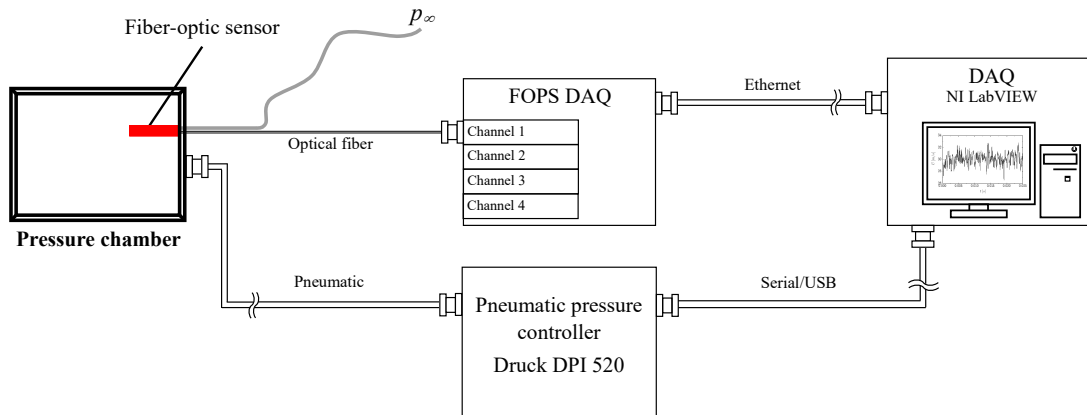 p∞
Fiber-optic sensor
Optical fiber
Pressure chamber
FOPS DAQ
Channel 1
Channel 2
Channel 3
Channel 4
Ethernet
DAQ
NI LabVIEW
Pneumatic
Pneumatic pressure
controller
Druck DPI 520
Serial/USB